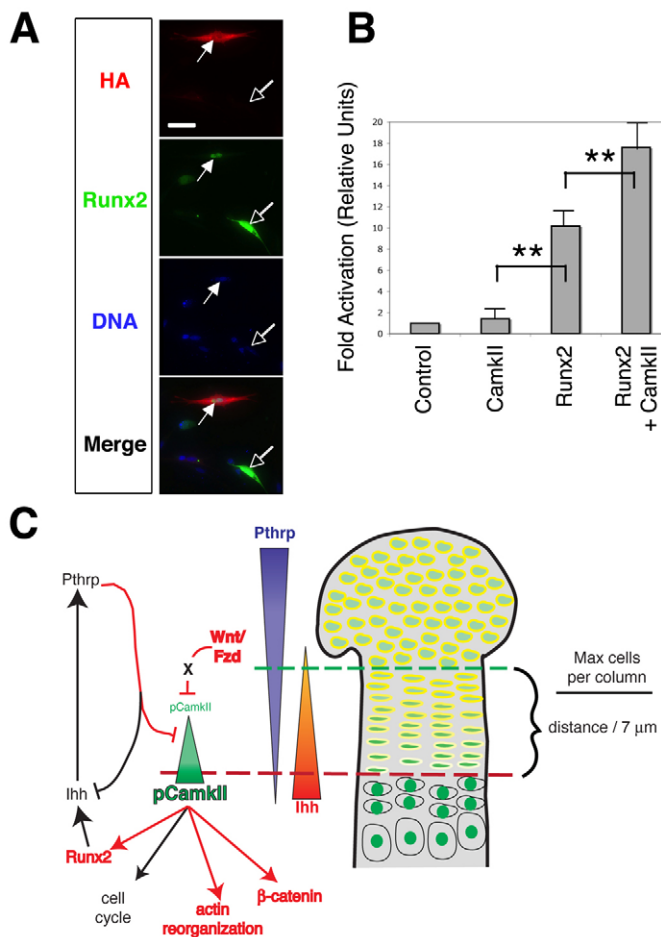 A
HA
Runx2
DNA
Merge
B
Fold Activation (Relative Units)
20
18
16
14
12
10
8
6
4
2
0
**
**
Control
CamkII
Runx2
Runx2
+ CamkII
C
Pthrp
Ihh
Runx2
cell
cycle
actin
reorganization
β-catenin
pCamkII
pCamkII
X
Wnt/
Fzd
Pthrp
Ihh
Max cells
per column
distance / 7 µm